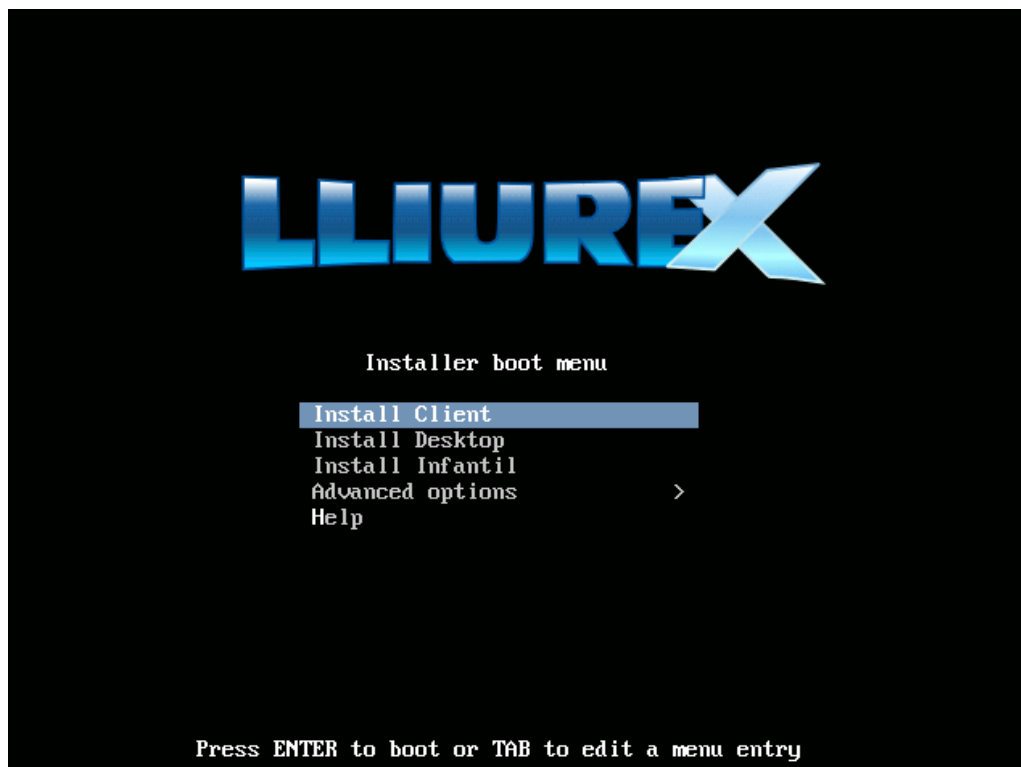 LLIUREX
Installer boot menu
Install Client
Install Desktop
Install Infantil
Advanced options >
Help
Press ENTER to boot or TAB to edit a menu entry